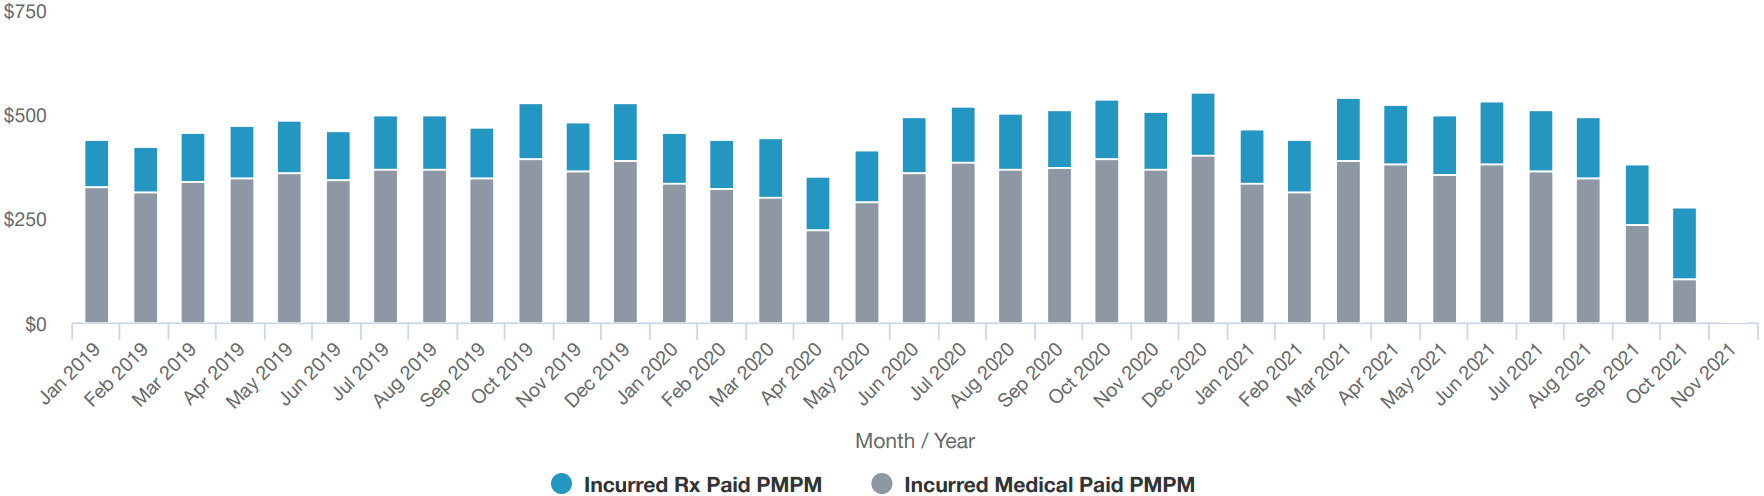 $750
$500
$250
$0
Jan 2019
Feb 2019
Mar 2019
Apr 2019
May 2019
Jun 2019
Jul 2019
Aug 2019
Sep 2019
Oct 2019
Nov 2019
Dec 2019
Jan 2020
Feb 2020
Mar 2020
Apr 2020
May 2020
Jun 2020
Jul 2020
Aug 2020
Sep 2020
Oct 2020
Nov 2020
Dec 2020
Jan 2021
Feb 2021
Mar 2021
Apr 2021
May 2021
Jun 2021
Jul 2021
Aug 2021
Sep 2021
Oct 2021
Nov 2021
Month / Year
Incurred Rx Paid PMPM
Incurred Medical Paid PMPM